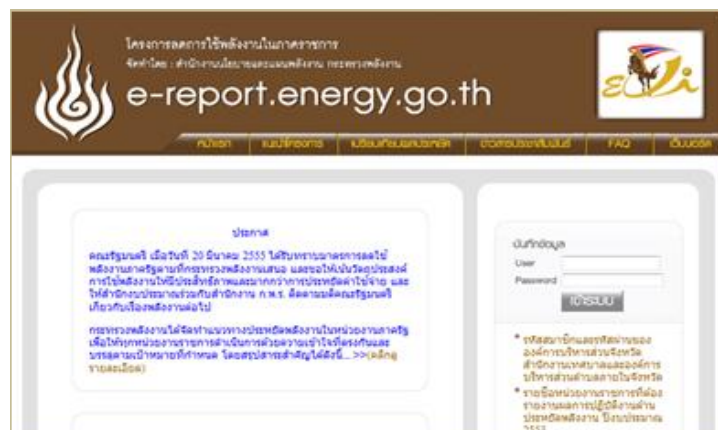 โครงการลดการใช้พลังงานในภาคราชการ
จัดทำโดย : สำนักงานนโยบายและแผนพลังงาน กระทรวงพลังงาน
e-report.energy.go.th
หน้าแรก แนะนำโครงการ เปรียบเทียบผลประหยัด ข่าวสารประชาสัมพันธ์ FAQ เว็บบอร์ด
ประกาศ
คณะรัฐมนตรี เมื่อวันที่ 20 มีนาคม 2555 ได้รับทราบมาตรการลดใช้
พลังงานภาครัฐตามที่กระทรวงพลังงานเสนอ และขอให้เน้นวัตถุประสงค์
การใช้พลังงานให้มีประสิทธิภาพและมากกว่าการประหยัดค่าใช้จ่าย และ
ให้สำนักงบประมาณร่วมกับสำนักงาน ก.พ.ร. ติดตามมติคณะรัฐมนตรี
เกี่ยวกับเรื่องพลังงานต่อไป
กระทรวงพลังงานได้จัดทำแนวทางประหยัดพลังงานในหน่วยงานภาครัฐ
เพื่อให้ทุกหน่วยงานราชการดำเนินการด้วยความเข้าใจที่ตรงกันและ
บรรลุตามเป้าหมายที่กำหนด โดยสรุปสาระสำคัญได้ดังนี้... >>(คลิกดู
รายละเอียด)
บันทึกข้อมูล
User
Password
เข้าระบบ
รหัสสมาชิกและรหัสผ่านของ
องค์การบริหารส่วนจังหวัด
สำนักงานเทศบาลและองค์การ
บริหารส่วนตำบลภายในจังหวัด
รายชื่อหน่วยงานราชการที่ต้อง
รายงานผลการปฏิบัติงานด้าน
ประหยัดพลังงาน ปีงบประมาณ
2553